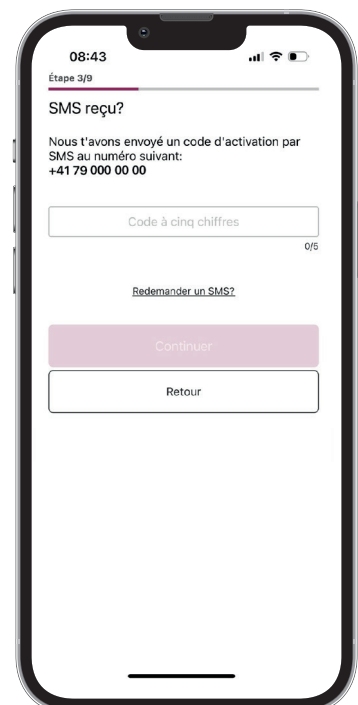 08:43
Étape 3/9
SMS reçu?
Nous t'avons envoyé un code d'activation par
SMS au numéro suivant:
+41 79 000 00 00
Code à cinq chiffres
0/5
Redemander un SMS?
Continuer
Retour